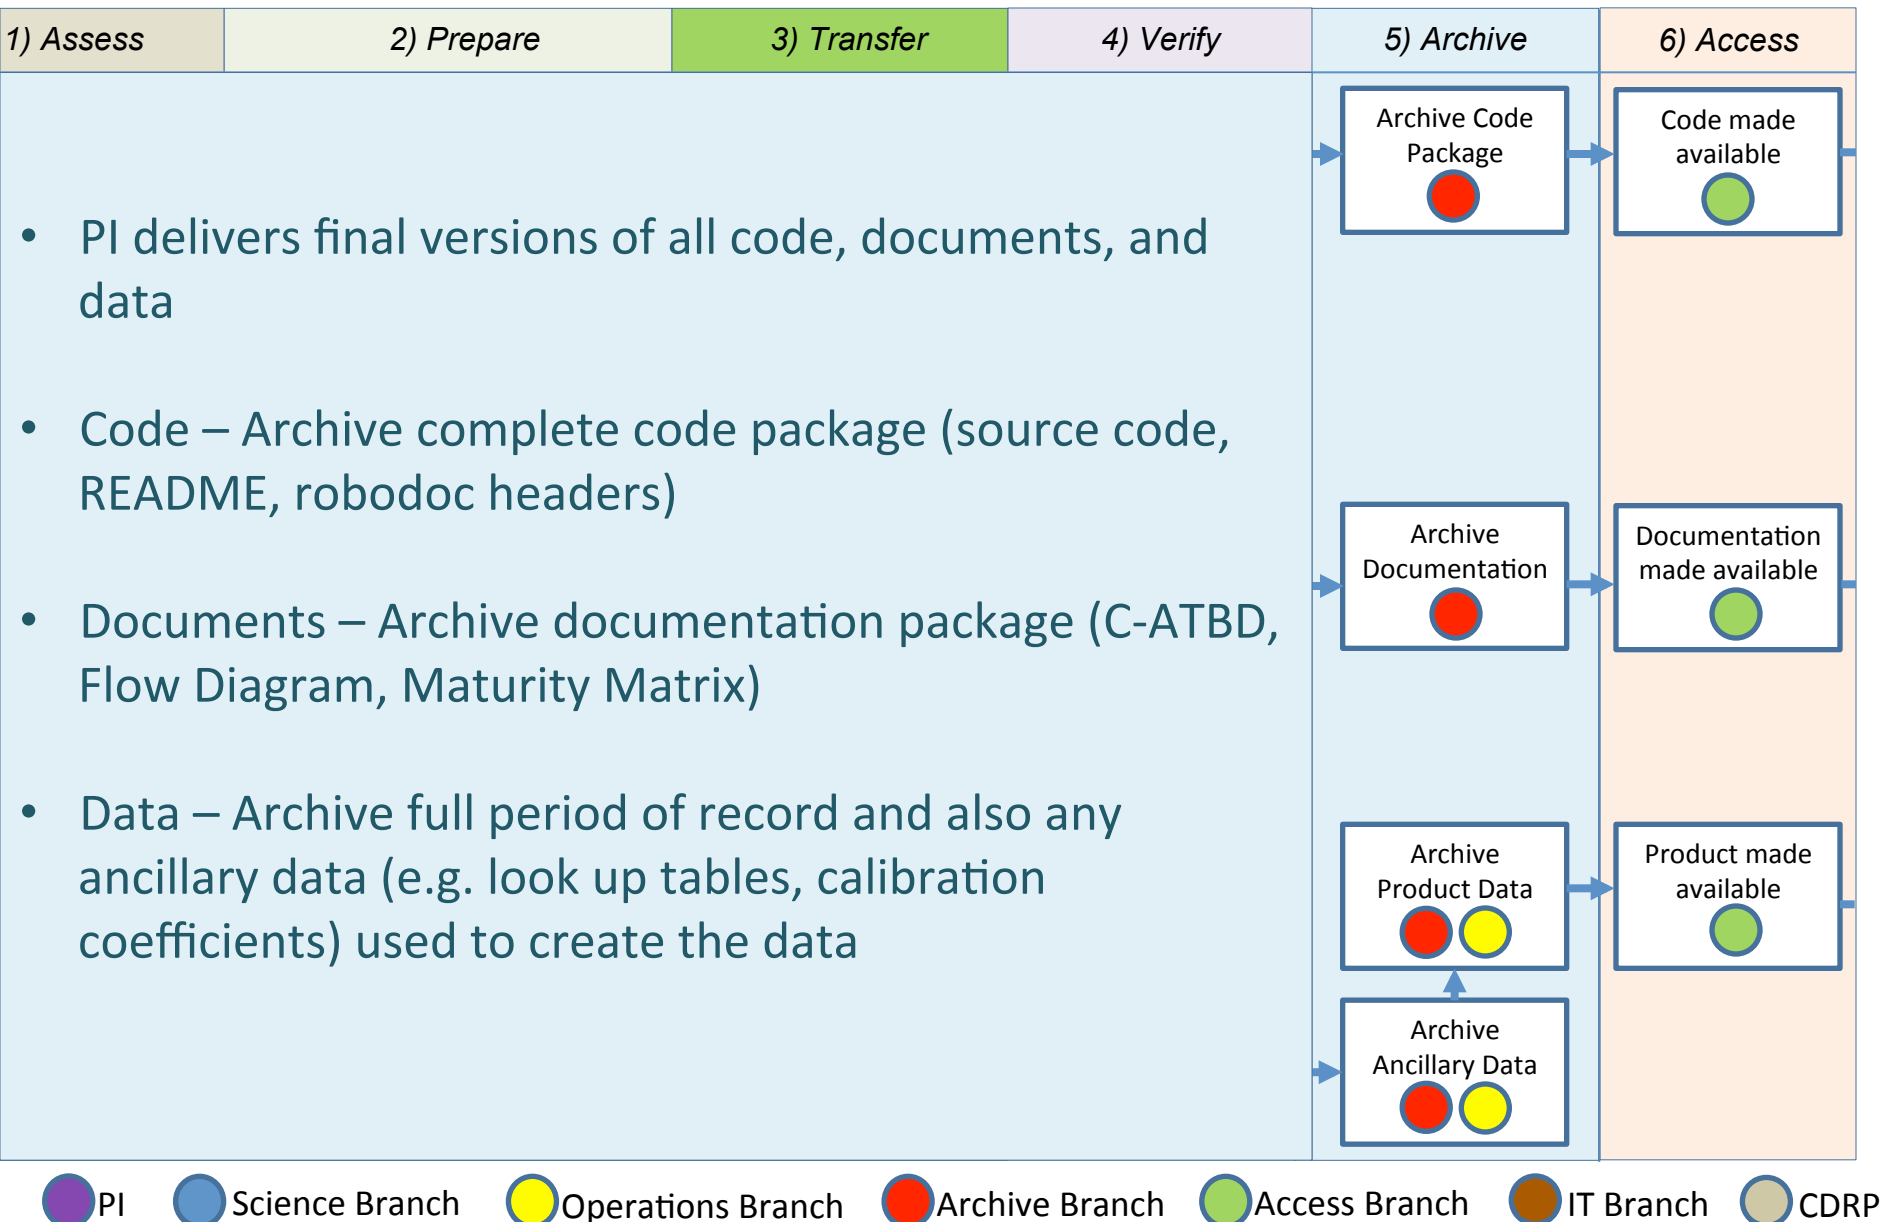 1) Assess
2) Prepare
3) Transfer
4) Verify
5) Archive
6) Access
• PI delivers final versions of all code, documents, and
data
• Code – Archive complete code package (source code,
README, robodoc headers)
• Documents – Archive documentation package (C-ATBD,
Flow Diagram, Maturity Matrix)
• Data – Archive full period of record and also any
ancillary data (e.g. look up tables, calibration
coefficients) used to create the data
Archive Code
Package
Code made
available
Archive
Documentation
Documentation
made available
Archive
Product Data
Product made
available
Archive
Ancillary Data
PI
Science Branch
Operations Branch
Archive Branch
Access Branch
IT Branch
CDRP